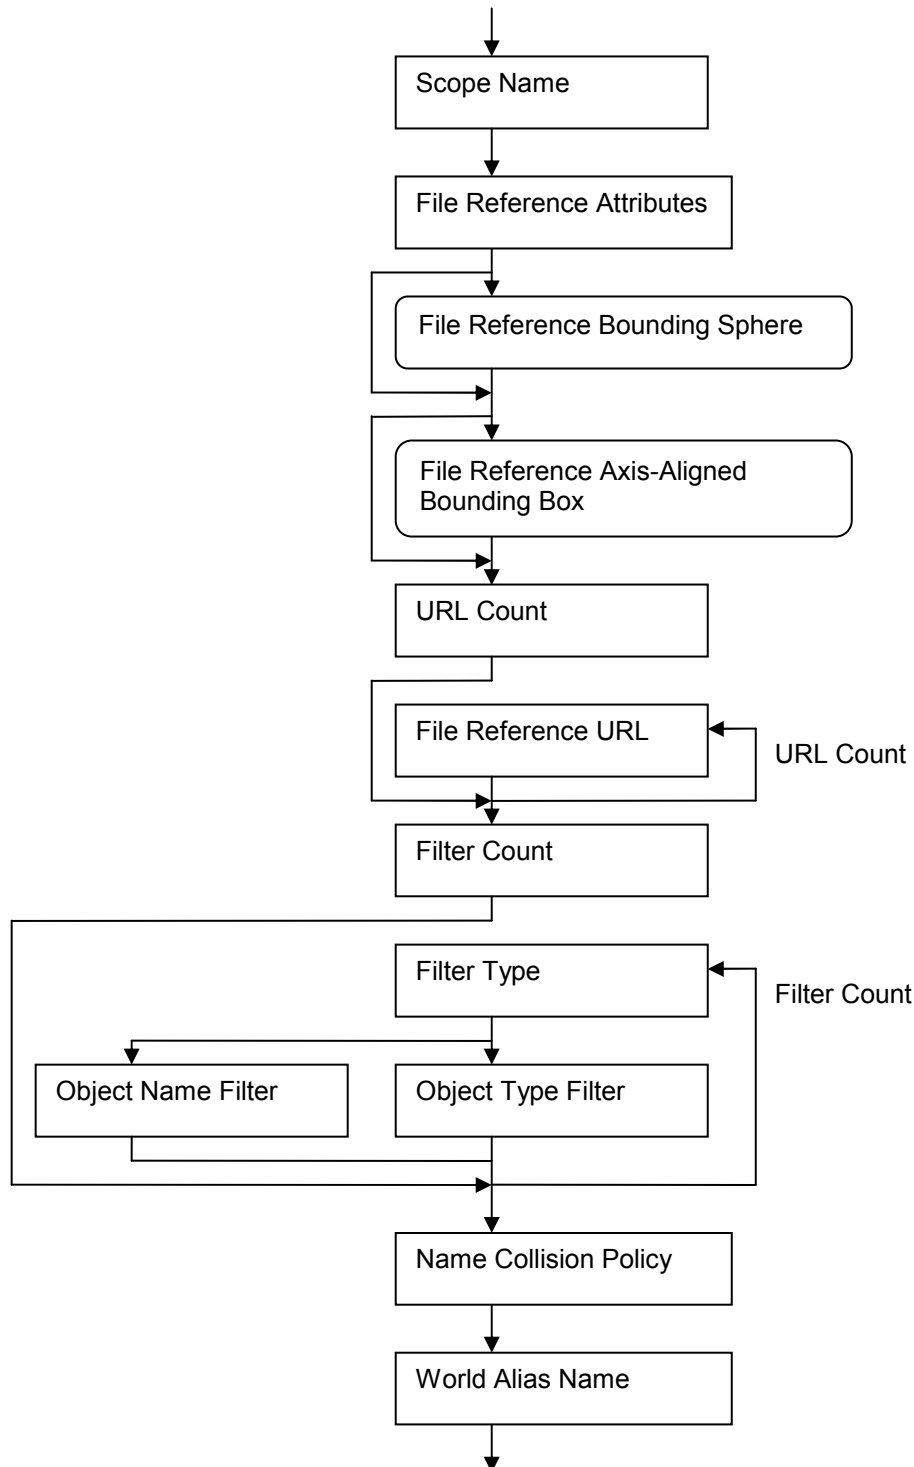 Scope Name
File Reference Attributes
File Reference Bounding Sphere
File Reference Axis-Aligned
Bounding Box
URL Count
File Reference URL
URL Count
Filter Count
Filter Type
Filter Count
Object Name Filter
Object Type Filter
Name Collision Policy
World Alias Name